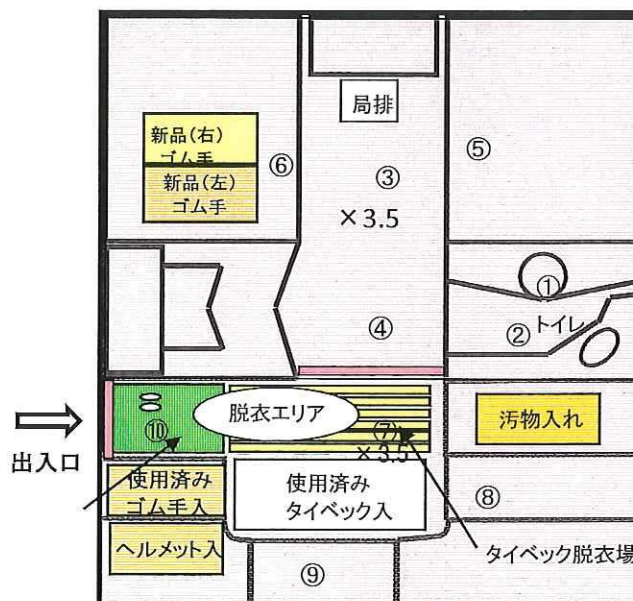 局排
新品(右)
ゴム手
新品(左)
ゴム手
⑥
③
⑤
×3.5
①
④
②
トイレ
出入口
⑩
脱衣エリア
⑦
×3.5
汚物入れ
使用済み
ゴム手入
使用済み
タイベック入
⑧
ヘルメット入
⑨
タイベック脱衣場